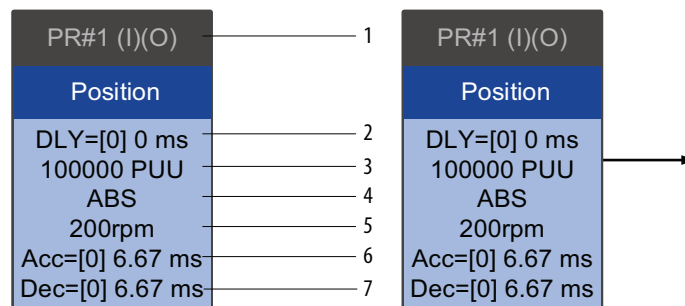 PR#1 (I)(O)
Position
DLY=[0] 0 ms
100000 PUU
ABS
200rpm
Acc=[0] 6.67 ms
Dec=[0] 6.67 ms
1
2
3
4
5
6
7
PR#1 (I)(O)
Position
DLY=[0] 0 ms
100000 PUU
ABS
200rpm
Acc=[0] 6.67 ms
Dec=[0] 6.67 ms